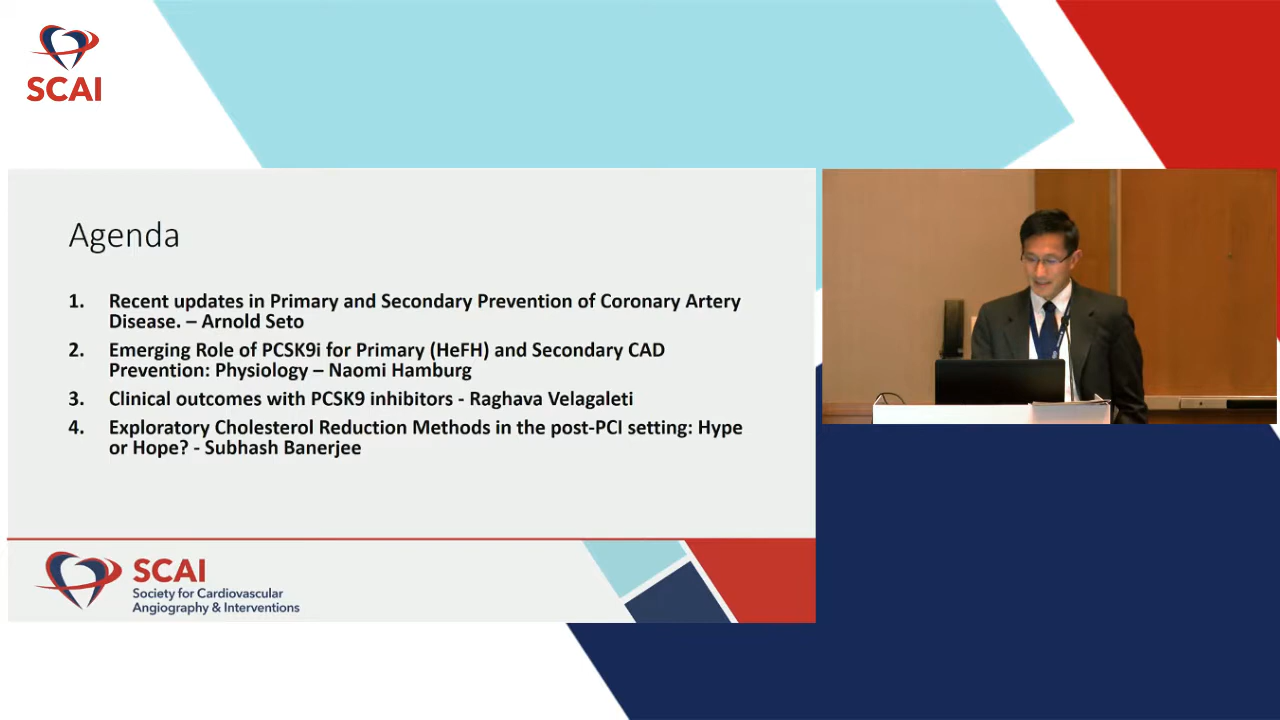 SCAI
Agenda
1. Recent updates in Primary and Secondary Prevention of Coronary Artery
Disease. – Arnold Seto
2. Emerging Role of PCSK9i for Primary (HeFH) and Secondary CAD
Prevention: Physiology – Naomi Hamburg
3. Clinical outcomes with PCSK9 inhibitors - Raghava Velagaleti
4. Exploratory Cholesterol Reduction Methods in the post-PCI setting: Hype
or Hope? - Subhash Banerjee
SCAI
Society for Cardiovascular
Angiography & Interventions